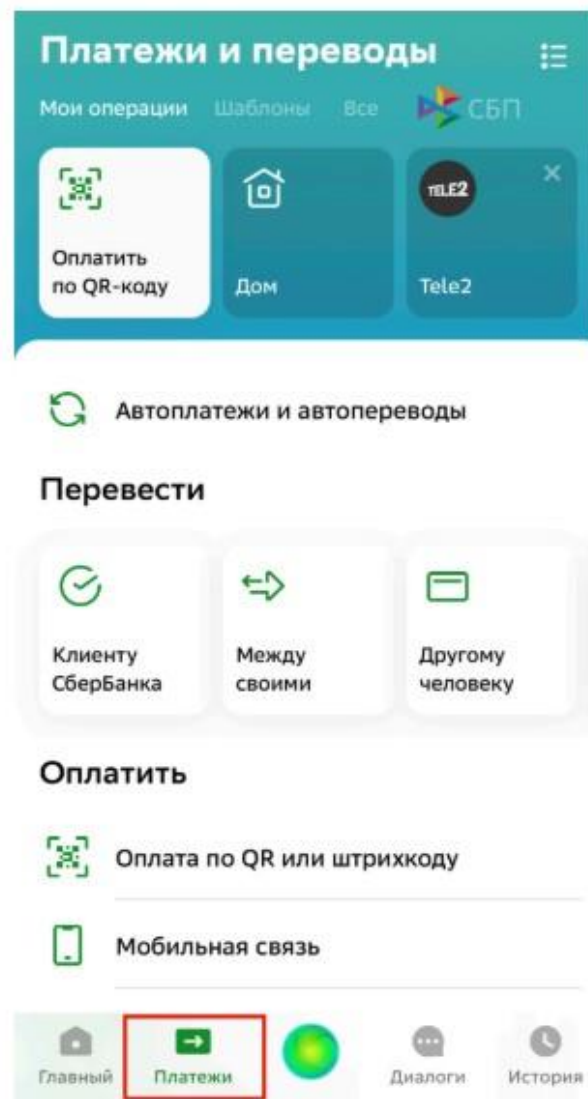 Платежи и переводы
Мои операции Шаблоны Все СБП
TELE2
Оплатить
по QR-коду
Дом
Tele2
Автоплатежи и автопереводы
Перевести
Клиенту
СберБанка
Между
своими
Другому
человеку
Оплатить
Оплата по QR или штрихкоду
Мобильная связь
Главный Платежи Диалоги История